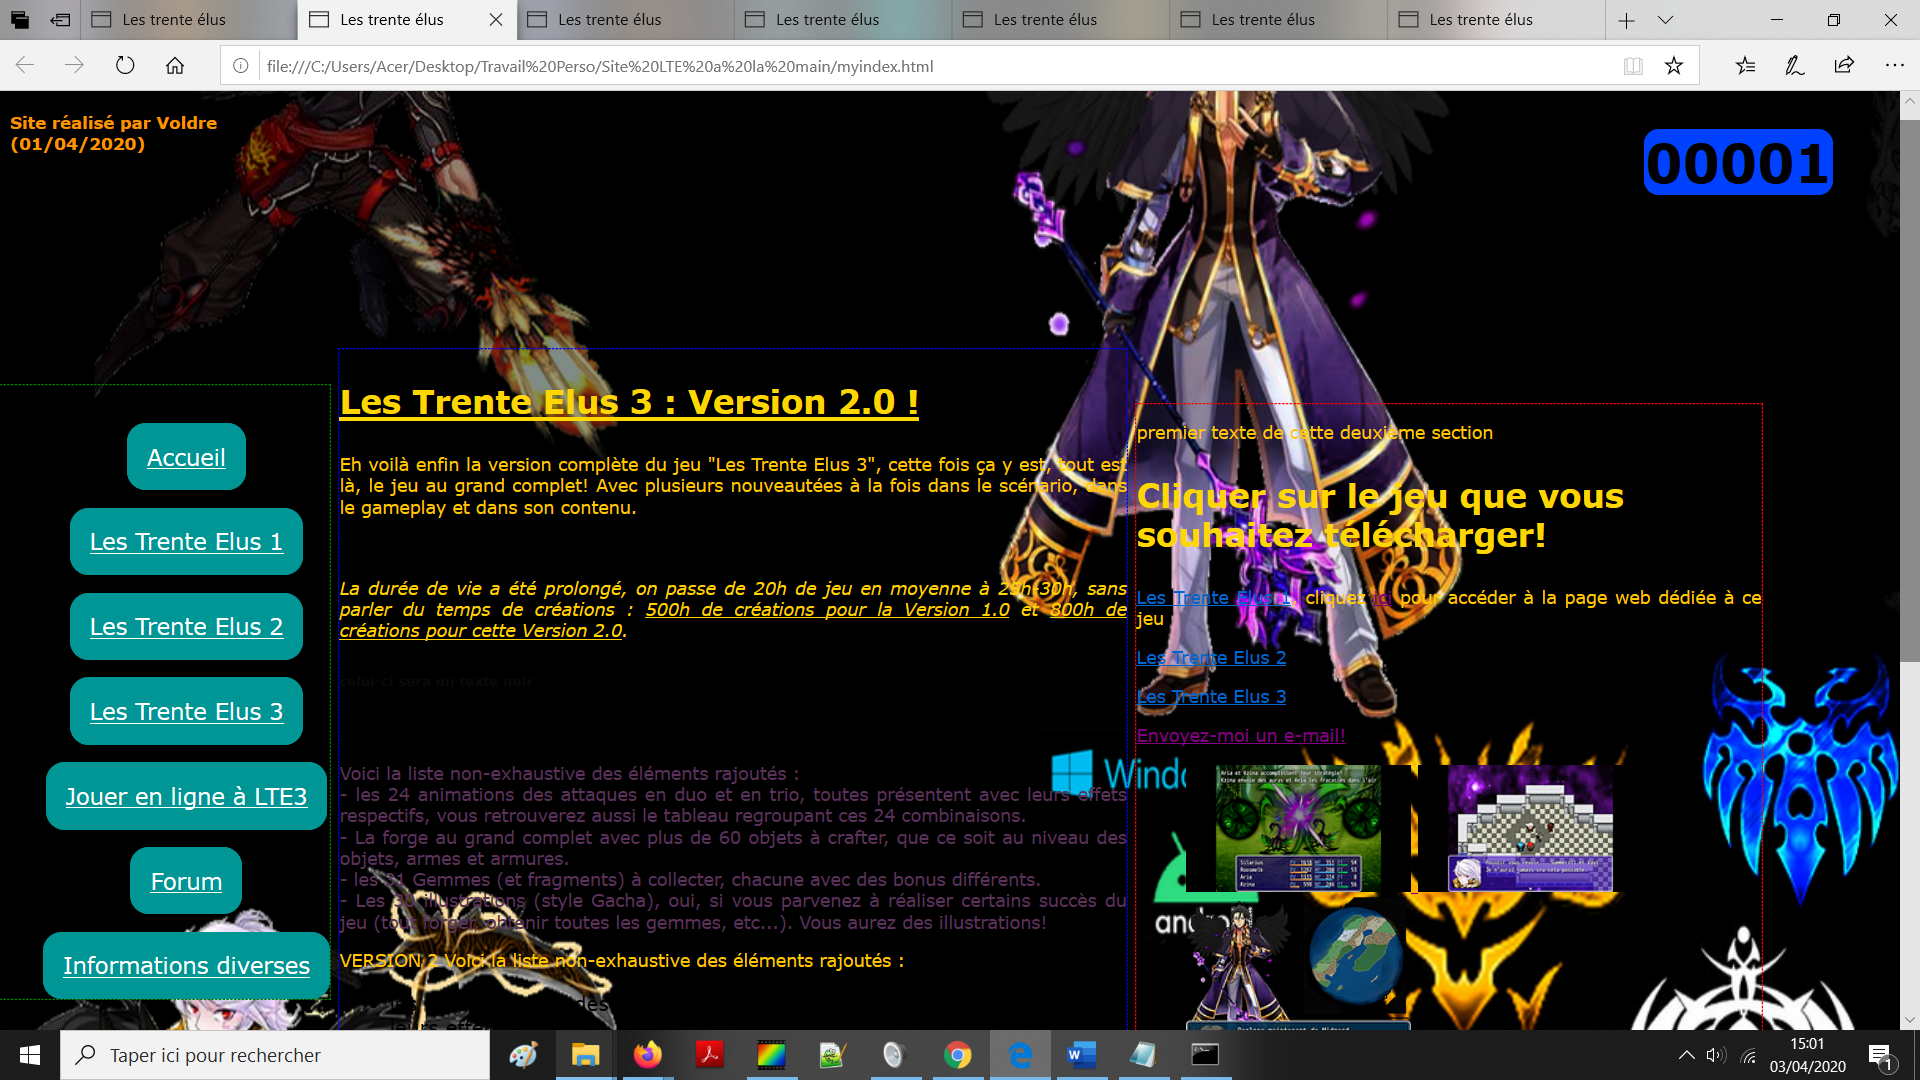 Les trente élus
Les trente élus
Les trente élus
Les trente élus
Les trente élus
Les trente élus
Les trente élus
file:///C:/Users/Acer/Desktop/Travail%20Perso/Site%20LTE%20a%20la%20main/myindex.html
Site réalisé par Voldre
(01/04/2020)
00001
Accueil
Les Trente Elus 1
Les Trente Elus 2
Les Trente Elus 3
Jouer en ligne à LTE3
Forum
Informations diverses
Les Trente Elus 3 : Version 2.0 !
Eh voilà enfin la version complète du jeu "Les Trente Elus 3", cette fois ça y est, tout est
là, le jeu au grand complet! Avec plusieurs nouveautées à la fois dans le scénario, dans
le gameplay et dans son contenu.
La durée de vie a été prolongé, on passe de 20h de jeu en moyenne à 25h-30h, sans
parler du temps de créations : 500h de créations pour la Version 1.0 et 800h de
créations pour cette Version 2.0.
celui-ci sera un texte noir
Voici la liste non-exhaustive des éléments rajoutés :
- les 24 animations des attaques en duo et en trio, toutes présentent avec leurs effets
respectifs, vous retrouverez aussi le tableau regroupant ces 24 combinaisons.
- La forge au grand complet avec plus de 60 objets à crafter, que ce soit au niveau des
objets, armes et armures.
- les 31 Gemmes (et fragments) à collecter, chacune avec des bonus différents.
- Les 30 illustrations (style Gacha), oui, si vous parvenez à réaliser certains succès du
jeu (tout forger, obtenir toutes les gemmes, etc...). Vous aurez des illustrations!
VERSION 2 Voici la liste non-exhaustive des éléments rajoutés :
des
premier texte de cette deuxième section
Cliquer sur le jeu que vous
souhaitez télécharger!
Les Trente Elus 1, cliquez ici pour accéder à la page web dédiée à ce
jeu
Les Trente Elus 2
Les Trente Elus 3
Envoyez-moi un e-mail!
Aria et Krina accomplissent leur stratégie!
Silarius
Aria
Krina
Taper ici pour rechercher
15:01
03/04/2020
1